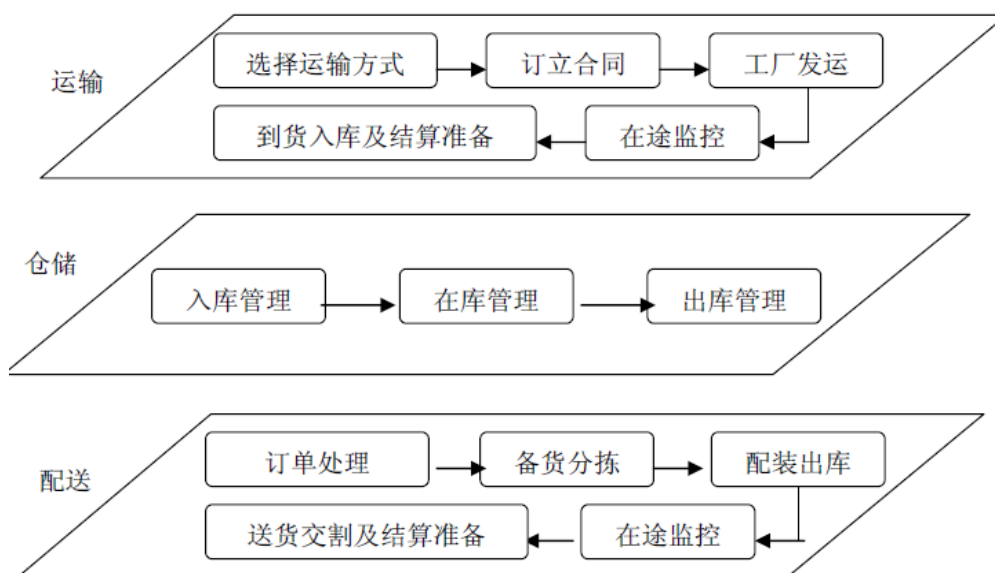 运输
选择运输方式
订立合同
工厂发运
到货入库及结算准备
在途监控
仓储
入库管理
在库管理
出库管理
配送
订单处理
备货分拣
配装出库
送货交割及结算准备
在途监控